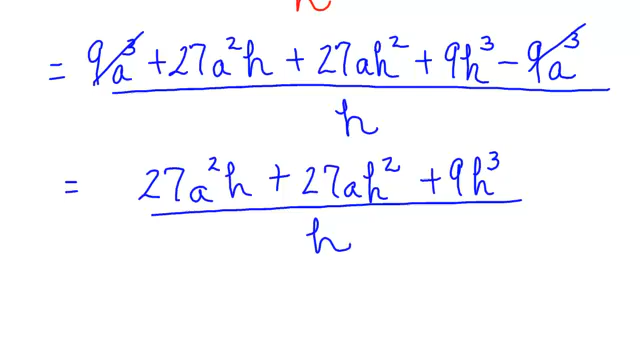 h
= 9a³ + 27a²h + 27ah² + 9h³ - 9a³
h
= 27a²h + 27ah² + 9h³
h